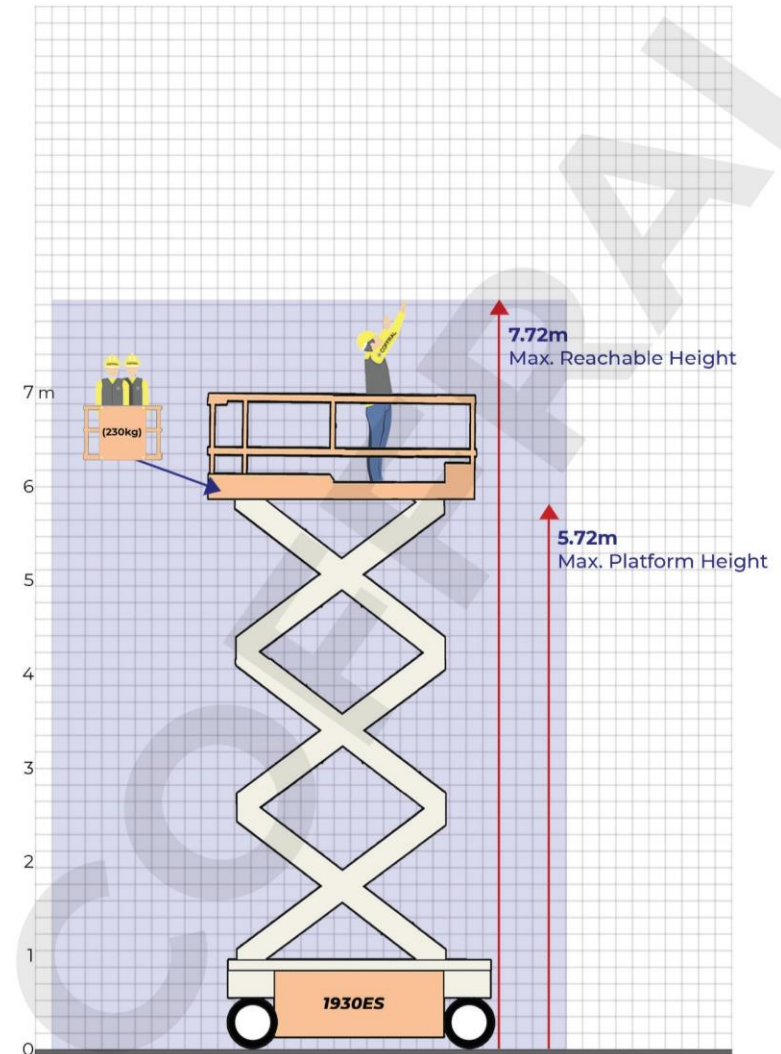 COFFRAL
7.72m
Max. Reachable Height
7 m
(230kg)
6
5.72m
Max. Platform Height
5
4
3
2
1
1930ES
0